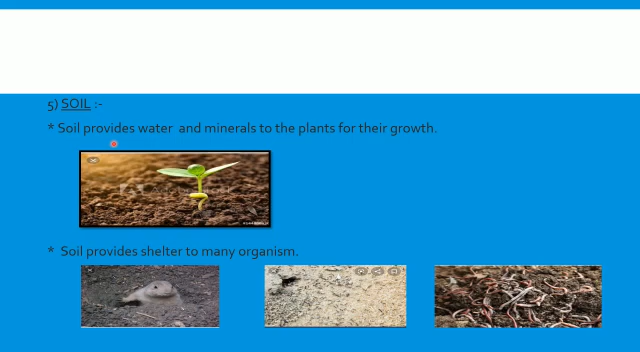 5) SOIL :-
* Soil provides water and minerals to the plants for their growth.
* Soil provides shelter to many organism.